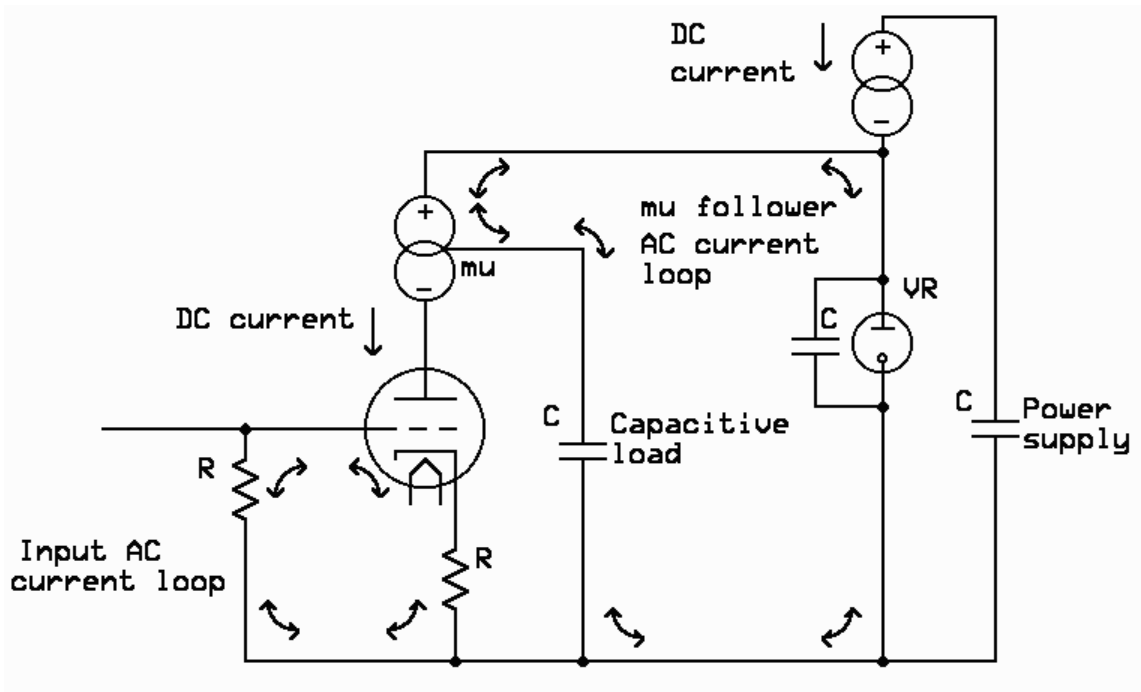 DC
current
+
−
mu follower
AC current
loop
+
−
mu
VR
C
DC current
C
Capacitive
load
C
Power
supply
R
Input AC
current loop
R